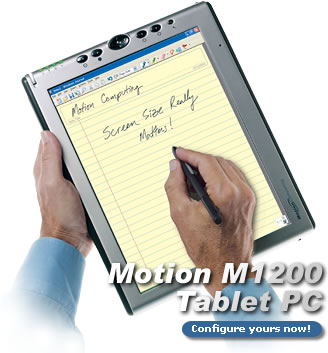 Motion Computing
Screen Size Really
Matters!
Motion M1200
Tablet PC
Configure yours now!